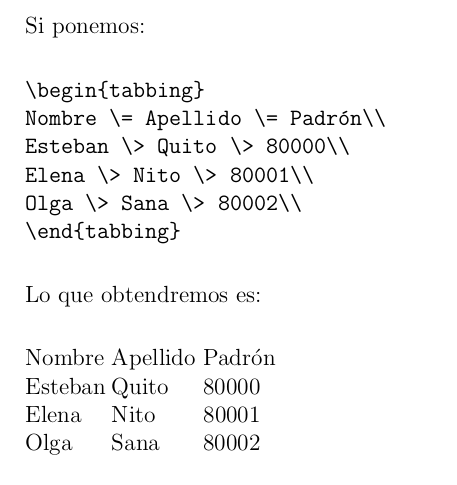 Si ponemos:
\begin{tabbing}
Nombre \= Apellido \= Padrón\\
Esteban \> Quito \> 80000\\
Elena \> Nito \> 80001\\
Olga \> Sana \> 80002\\
\end{tabbing}
Lo que obtendremos es:
Nombre Apellido Padrón
Esteban Quito 80000
Elena Nito 80001
Olga Sana 80002